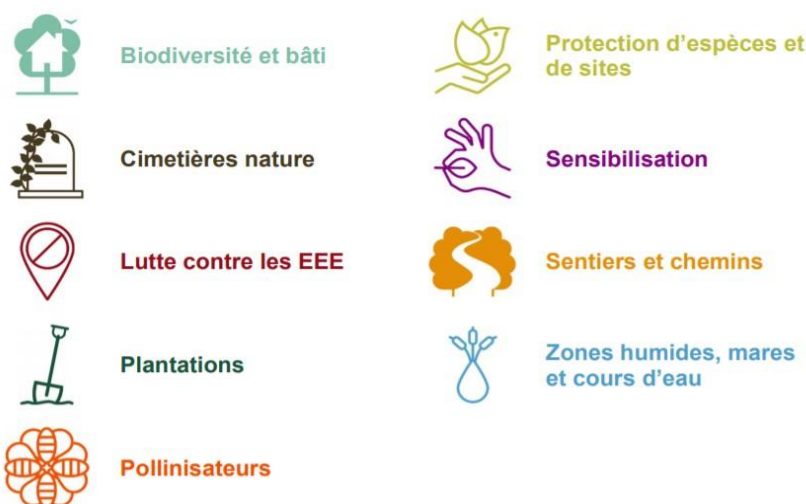 Biodiversité et bâti
Cimetières nature
Lutte contre les EEE
Plantations
Pollinisateurs
Protection d'espèces et
de sites
Sensibilisation
Sentiers et chemins
Zones humides, mares
et cours d'eau